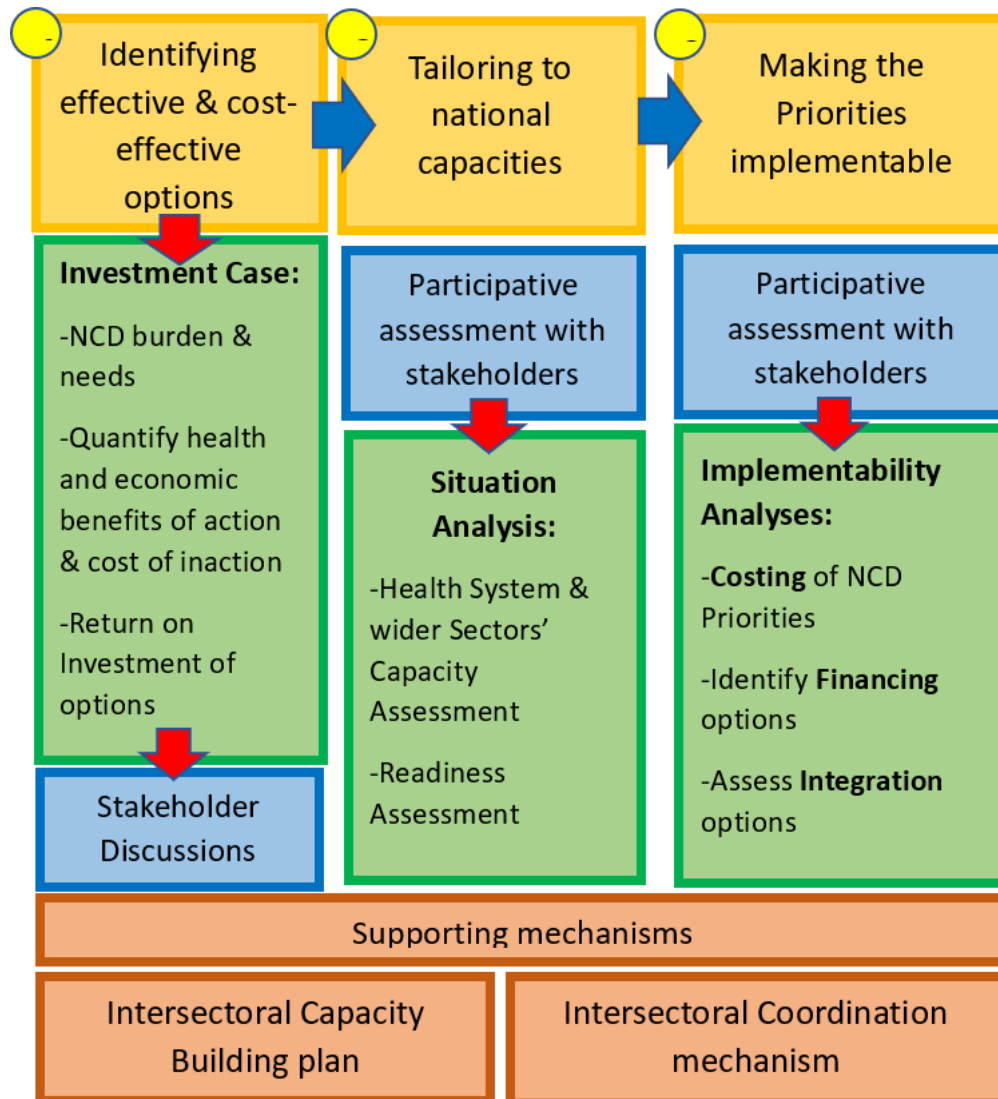 Identifying
effective & cost-
effective
options
Tailoring to
national
capacities
Making the
Priorities
implementable
Investment Case:
-NCD burden &
needs
-Quantify health
and economic
benefits of action
& cost of inaction
-Return on
Investment of
options
Stakeholder
Discussions
Participative
assessment with
stakeholders
Situation
Analysis:
-Health System &
wider Sectors’
Capacity
Assessment
-Readiness
Assessment
Participative
assessment with
stakeholders
Implementability
Analyses:
-Costing of NCD
Priorities
-Identify Financing
options
-Assess Integration
options
Supporting mechanisms
Intersectoral Capacity
Building plan
Intersectoral Coordination
mechanism